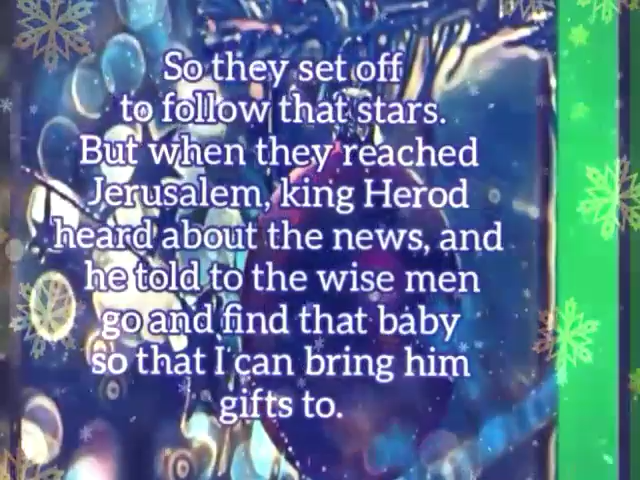 So they set off
to follow that stars.
But when they reached
Jerusalem, king Herod
heard about the news, and
he told to the wise men
go and find that baby
so that I can bring him
gifts to.